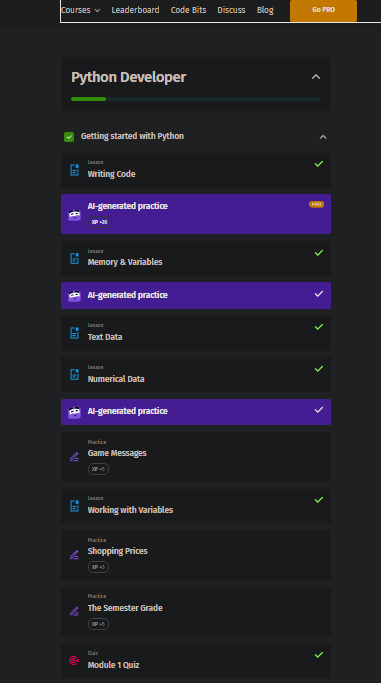 Courses Leaderboard Code Bits Discuss Blog Go PRO
Python Developer
Getting started with Python
Lesson
Writing Code
AI-generated practice
PRO
XP +20
Lesson
Memory & Variables
AI-generated practice
Lesson
Text Data
Lesson
Numerical Data
AI-generated practice
Practice
Game Messages
XP +5
Lesson
Working with Variables
Practice
Shopping Prices
XP +5
Practice
The Semester Grade
XP +5
Quiz
Module 1 Quiz